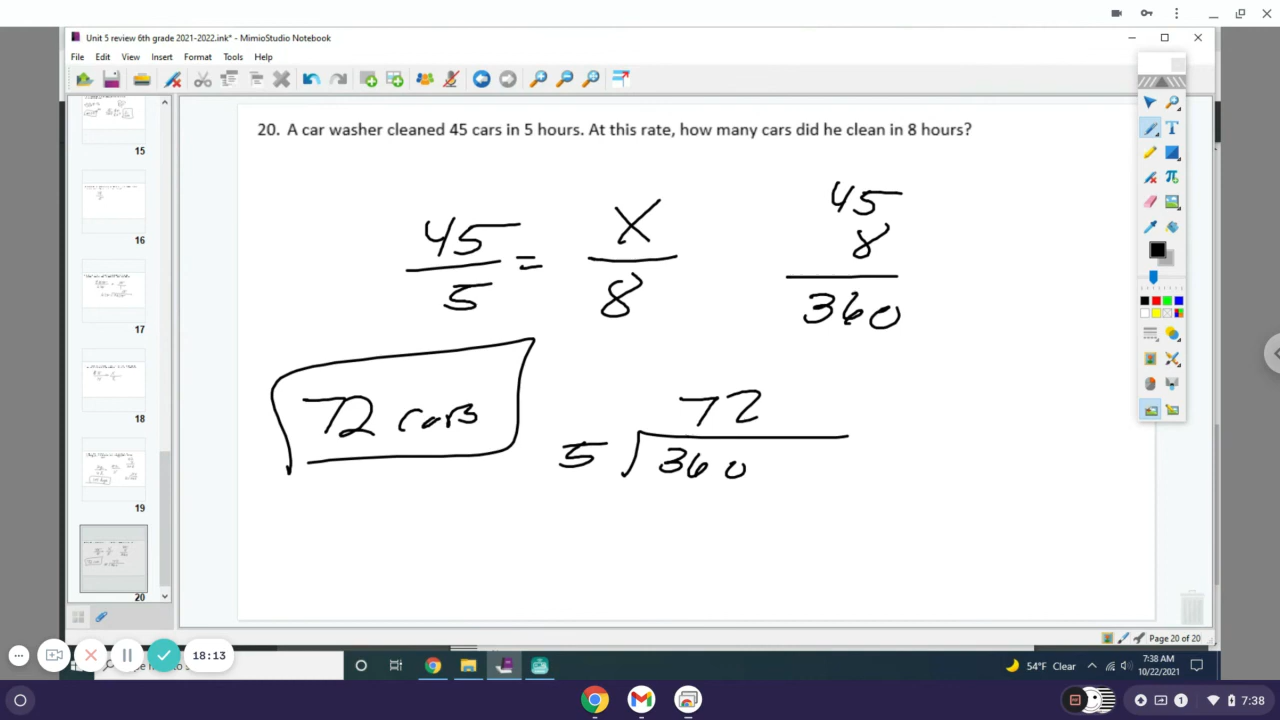 Unit 5 review 6th grade 2021-2022.ink* - MimioStudio Notebook
File Edit View Insert Format Tools Help
15
16
17
18
19
20
20. A car washer cleaned 45 cars in 5 hours. At this rate, how many cars did he clean in 8 hours?
45
5
=
X
8
45
8
360
72 cars
72
5 360
Page 20 of 20
18:13
54°F Clear
7:38 AM
10/22/2021
1
7:38